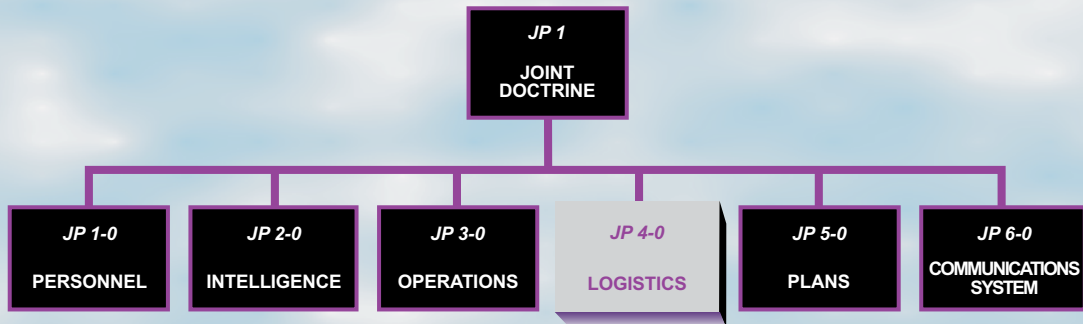 JP 1
JOINT
DOCTRINE
JP 1-0
PERSONNEL
JP 2-0
INTELLIGENCE
JP 3-0
OPERATIONS
JP 4-0
LOGISTICS
JP 5-0
PLANS
JP 6-0
COMMUNICATIONS
SYSTEM